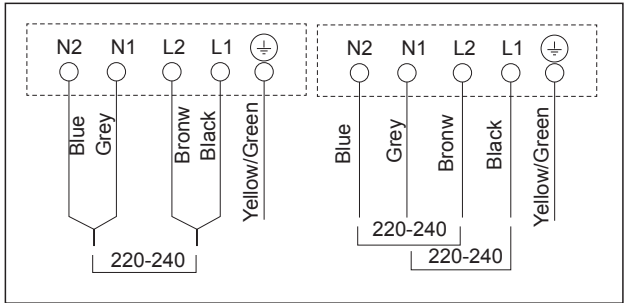 N2 N1 L2 L1
Blue
Grey
Bronw
Black
Yellow/Green
220-240
N2 N1 L2 L1
Blue
Grey
Bronw
Black
Yellow/Green
220-240
220-240